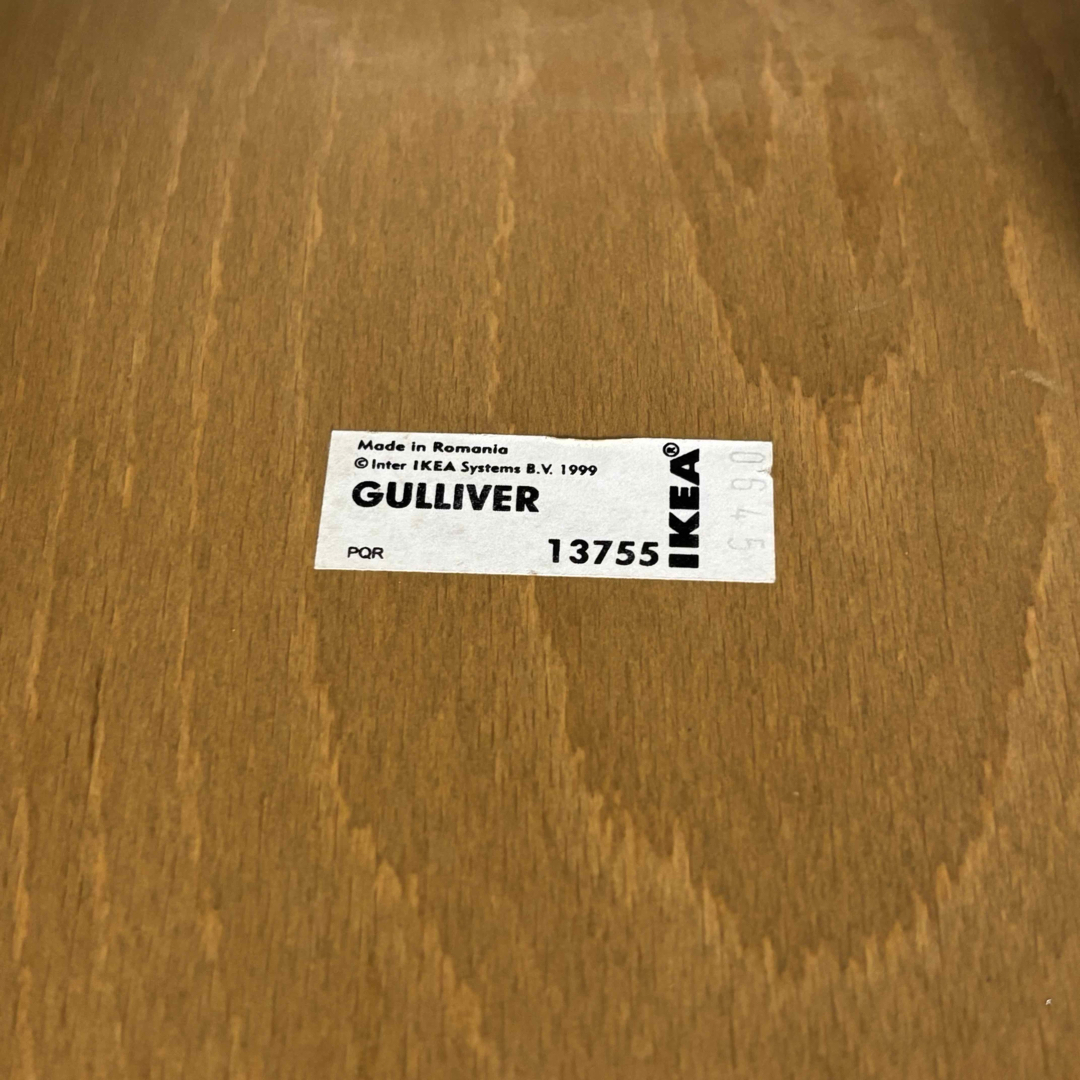 Made in Romania
© Inter IKEA Systems B.V. 1999
GULLIVER
PQR
13755
IKEA®
0645